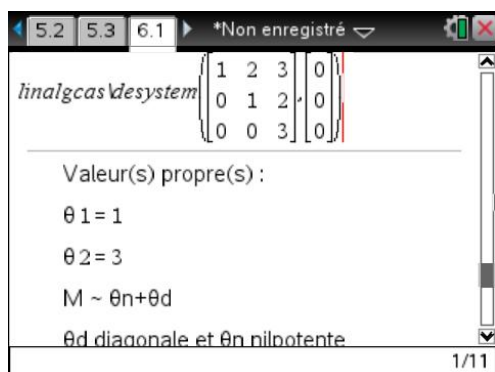 5.2 5.3 6.1 *Non enregistré
linalgcas\desystem([1 2 3
0 1 2
0 0 3],[0
0
0])
Valeur(s) propre(s) :
θ1=1
θ2=3
M ~ θn+θd
θd diagonale et θn nilpotente
1/11